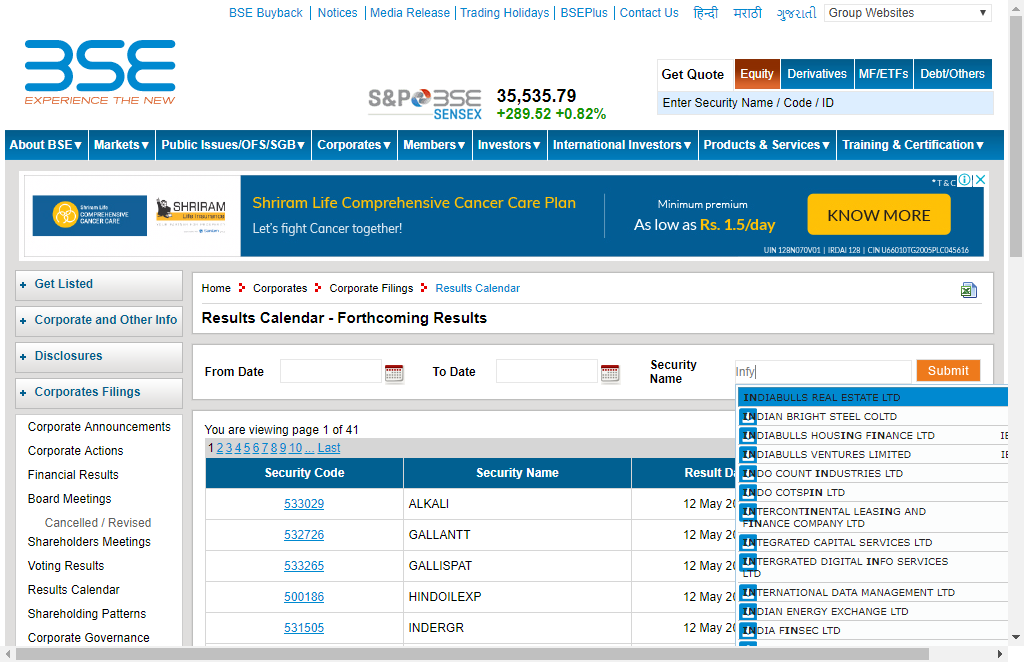 BSE Buyback | Notices | Media Release | Trading Holidays | BSEPlus | Contact Us हिन्दी मराठी ગુજરાતી Group Websites ▼
BSE
EXPERIENCE THE NEW
S&P BSE
SENSEX
35,535.79
+289.52 +0.82%
Get Quote Equity Derivatives MF/ETFs Debt/Others
Enter Security Name / Code / ID
About BSE▼ Markets▼ Public Issues/OFS/SGB▼ Corporates▼ Members▼ Investors▼ International Investors▼ Products & Services▼ Training & Certification▼
Shriram Life
COMPREHENSIVE
CANCER CARE
SHRIRAM
Life Insurance
Shriram Life Comprehensive Cancer Care Plan
Let's fight Cancer together!
Minimum premium
As low as Rs. 1.5/day
KNOW MORE
*T&C
UIN 128N070V01 | IRDAI 128 | CIN U66010TG2005PLC045616
+ Get Listed
+ Corporate and Other Info
+ Disclosures
+ Corporates Filings
Corporate Announcements
Corporate Actions
Financial Results
Board Meetings
Cancelled / Revised
Shareholders Meetings
Voting Results
Results Calendar
Shareholding Patterns
Corporate Governance
Home Corporates Corporate Filings Results Calendar
Results Calendar - Forthcoming Results
From Date To Date Security Name Infy Submit
You are viewing page 1 of 41
1 2 3 4 5 6 7 8 9 10 ... Last
Security Code Security Name Result Da
533029 ALKALI 12 May 20
532726 GALLANTT 12 May 20
533265 GALLISPAT 12 May 20
500186 HINDOILEXP 12 May 20
531505 INDERGR 12 May 20
INDIABULLS REAL ESTATE LTD
INDIAN BRIGHT STEEL COLTD
INDIABULLS HOUSING FINANCE LTD IE
INDIABULLS VENTURES LIMITED IE
INDO COUNT INDUSTRIES LTD
INDO COTSPIN LTD
INTERCONTINENTAL LEASING AND
FINANCE COMPANY LTD
INTEGRATED CAPITAL SERVICES LTD
INTERGRATED DIGITAL INFO SERVICES
LTD
INTERNATIONAL DATA MANAGEMENT LTD
INDIAN ENERGY EXCHANGE LTD
INDIA FINSEC LTD